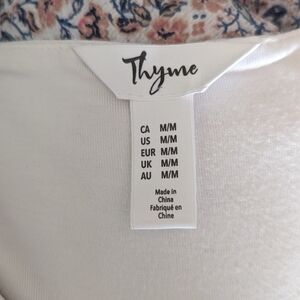 Thyme
CA M/M
US M/M
EUR M/M
UK M/M
AU M/M
Made in
China
Fabriqué en
Chine